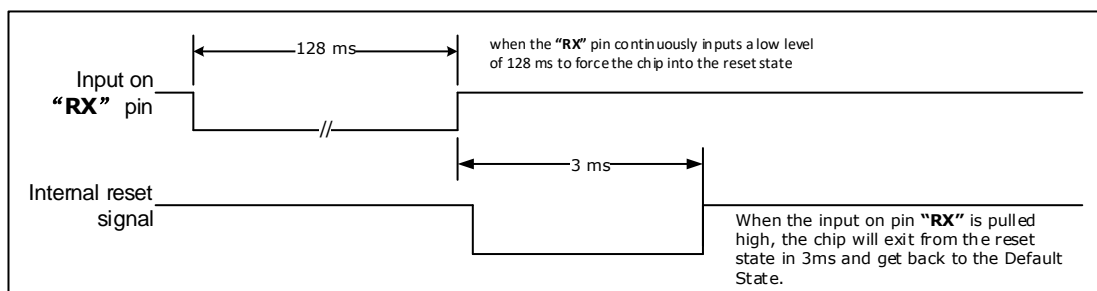 128 ms
when the “RX” pin continuously inputs a low level
of 128 ms to force the chip into the reset state
Input on
“RX” pin
//
3 ms
Internal reset
signal
When the input on pin “RX” is pulled
high, the chip will exit from the reset
state in 3ms and get back to the Default
State.